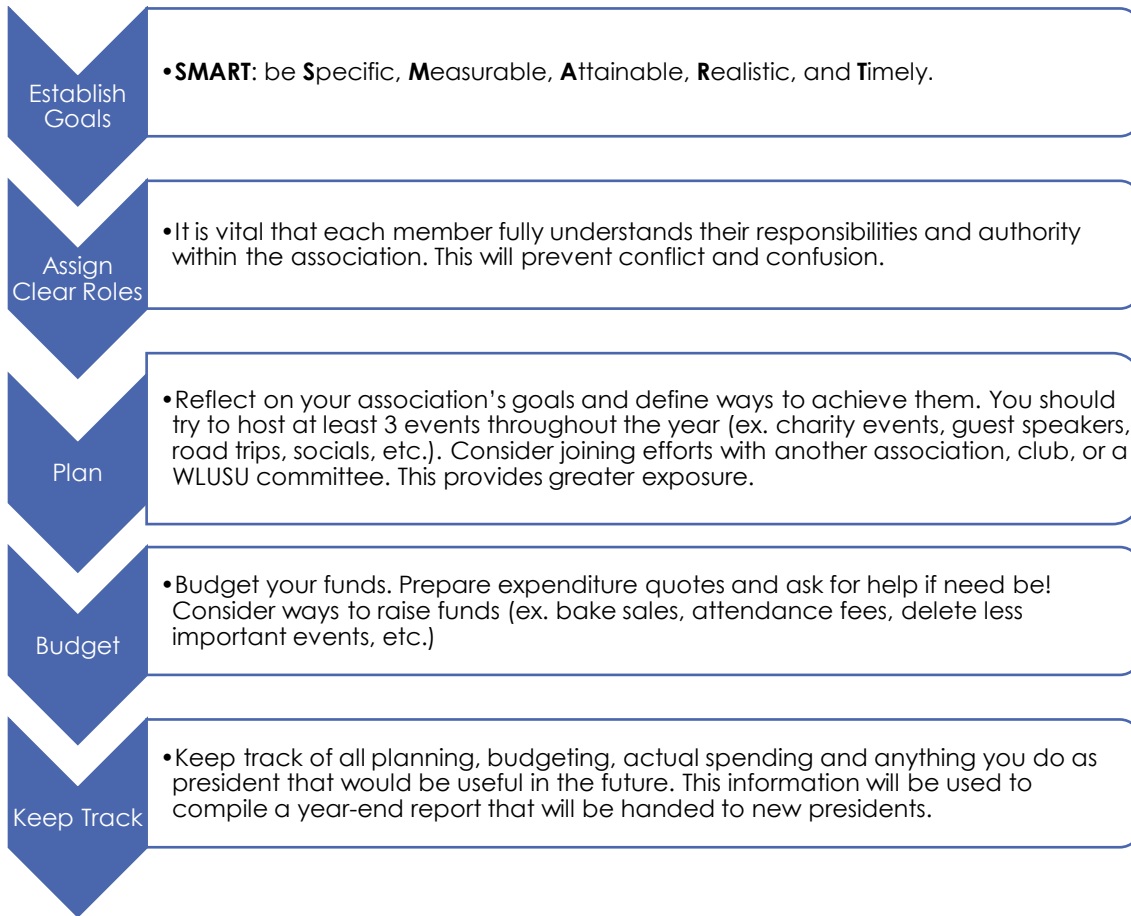 Establish
Goals
•SMART: be Specific, Measurable, Attainable, Realistic, and Timely.
Assign
Clear Roles
•It is vital that each member fully understands their responsibilities and authority
within the association. This will prevent conflict and confusion.
Plan
•Reflect on your association’s goals and define ways to achieve them. You should
try to host at least 3 events throughout the year (ex. charity events, guest speakers,
road trips, socials, etc.). Consider joining efforts with another association, club, or a
WLUSU committee. This provides greater exposure.
Budget
•Budget your funds. Prepare expenditure quotes and ask for help if need be!
Consider ways to raise funds (ex. bake sales, attendance fees, delete less
important events, etc.)
Keep Track
•Keep track of all planning, budgeting, actual spending and anything you do as
president that would be useful in the future. This information will be used to
compile a year-end report that will be handed to new presidents.